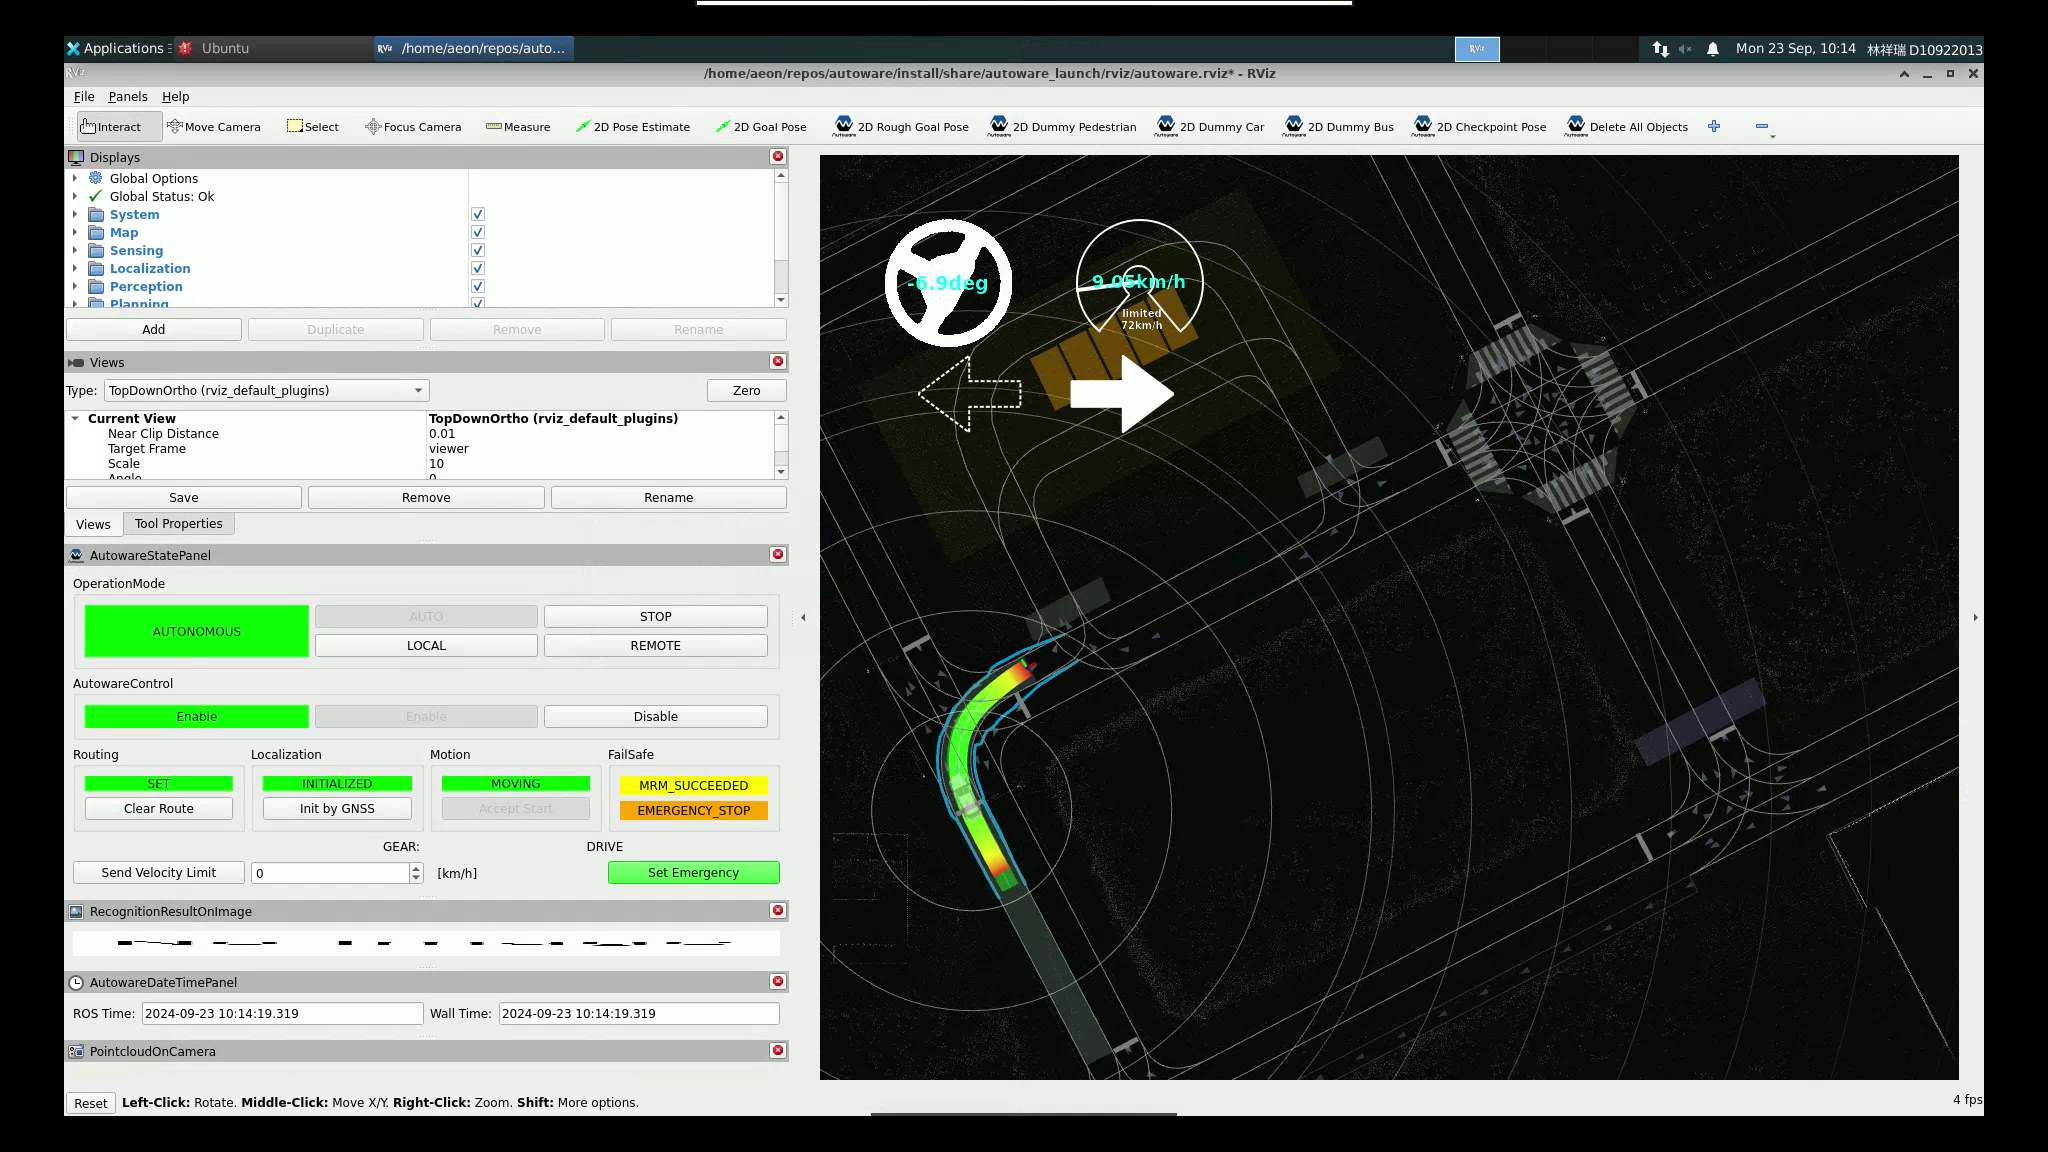 Applications Ubuntu /home/aeon/repos/auto... Mon 23 Sep, 10:14 林祥瑞 D10922013
/home/aeon/repos/autoware/install/share/autoware_launch/rviz/autoware.rviz* - RViz
File Panels Help
Interact Move Camera Select Focus Camera Measure 2D Pose Estimate 2D Goal Pose 2D Rough Goal Pose 2D Dummy Pedestrian 2D Dummy Car 2D Dummy Bus 2D Checkpoint Pose Delete All Objects
Displays
Global Options
Global Status: Ok
System
Map
Sensing
Localization
Perception
Planning
Add Duplicate Remove Rename
Views
Type: TopDownOrtho (rviz_default_plugins) Zero
Current View TopDownOrtho (rviz_default_plugins)
Near Clip Distance 0.01
Target Frame viewer
Scale 10
Angle 0
Save Remove Rename
Views Tool Properties
AutowareStatePanel
OperationMode
AUTONOMOUS AUTO STOP
LOCAL REMOTE
AutowareControl
Enable Enable Disable
Routing Localization Motion FailSafe
SET INITIALIZED MOVING MRM_SUCCEEDED
Clear Route Init by GNSS Accept Start EMERGENCY_STOP
GEAR: DRIVE
Send Velocity Limit 0 [km/h] Set Emergency
RecognitionResultOnImage
AutowareDateTimePanel
ROS Time: 2024-09-23 10:14:19.319 Wall Time: 2024-09-23 10:14:19.319
PointcloudOnCamera
Reset Left-Click: Rotate. Middle-Click: Move X/Y. Right-Click: Zoom. Shift: More options.
-6.9deg 9.05km/h
limited
72km/h
4 fps